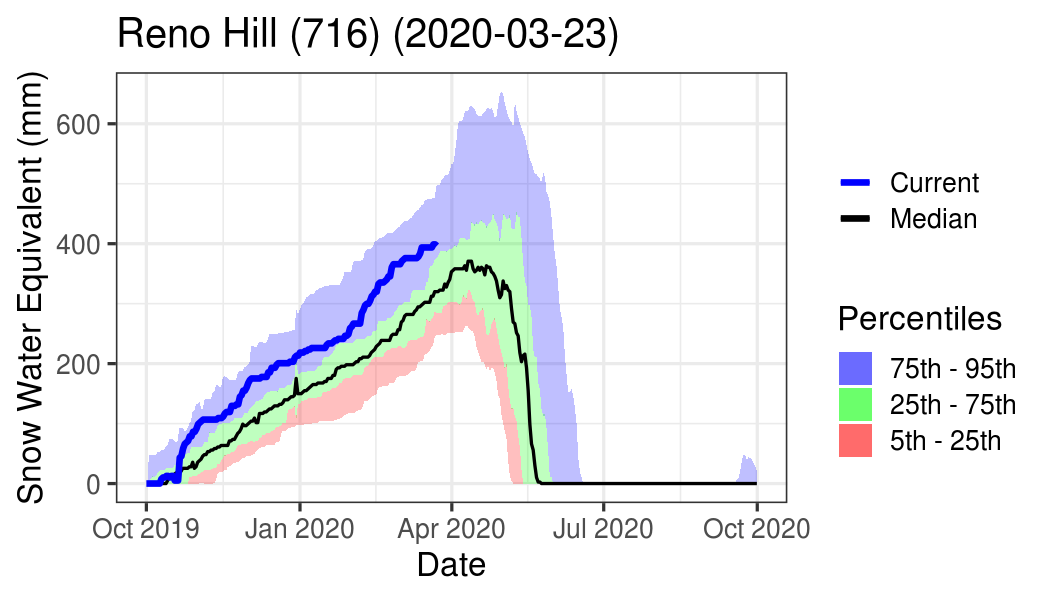 Reno Hill (716) (2020-03-23)
Snow Water Equivalent (mm)
600
400
200
0
Oct 2019
Jan 2020
Apr 2020
Jul 2020
Oct 2020
Date
Current
Median
Percentiles
75th - 95th
25th - 75th
5th - 25th